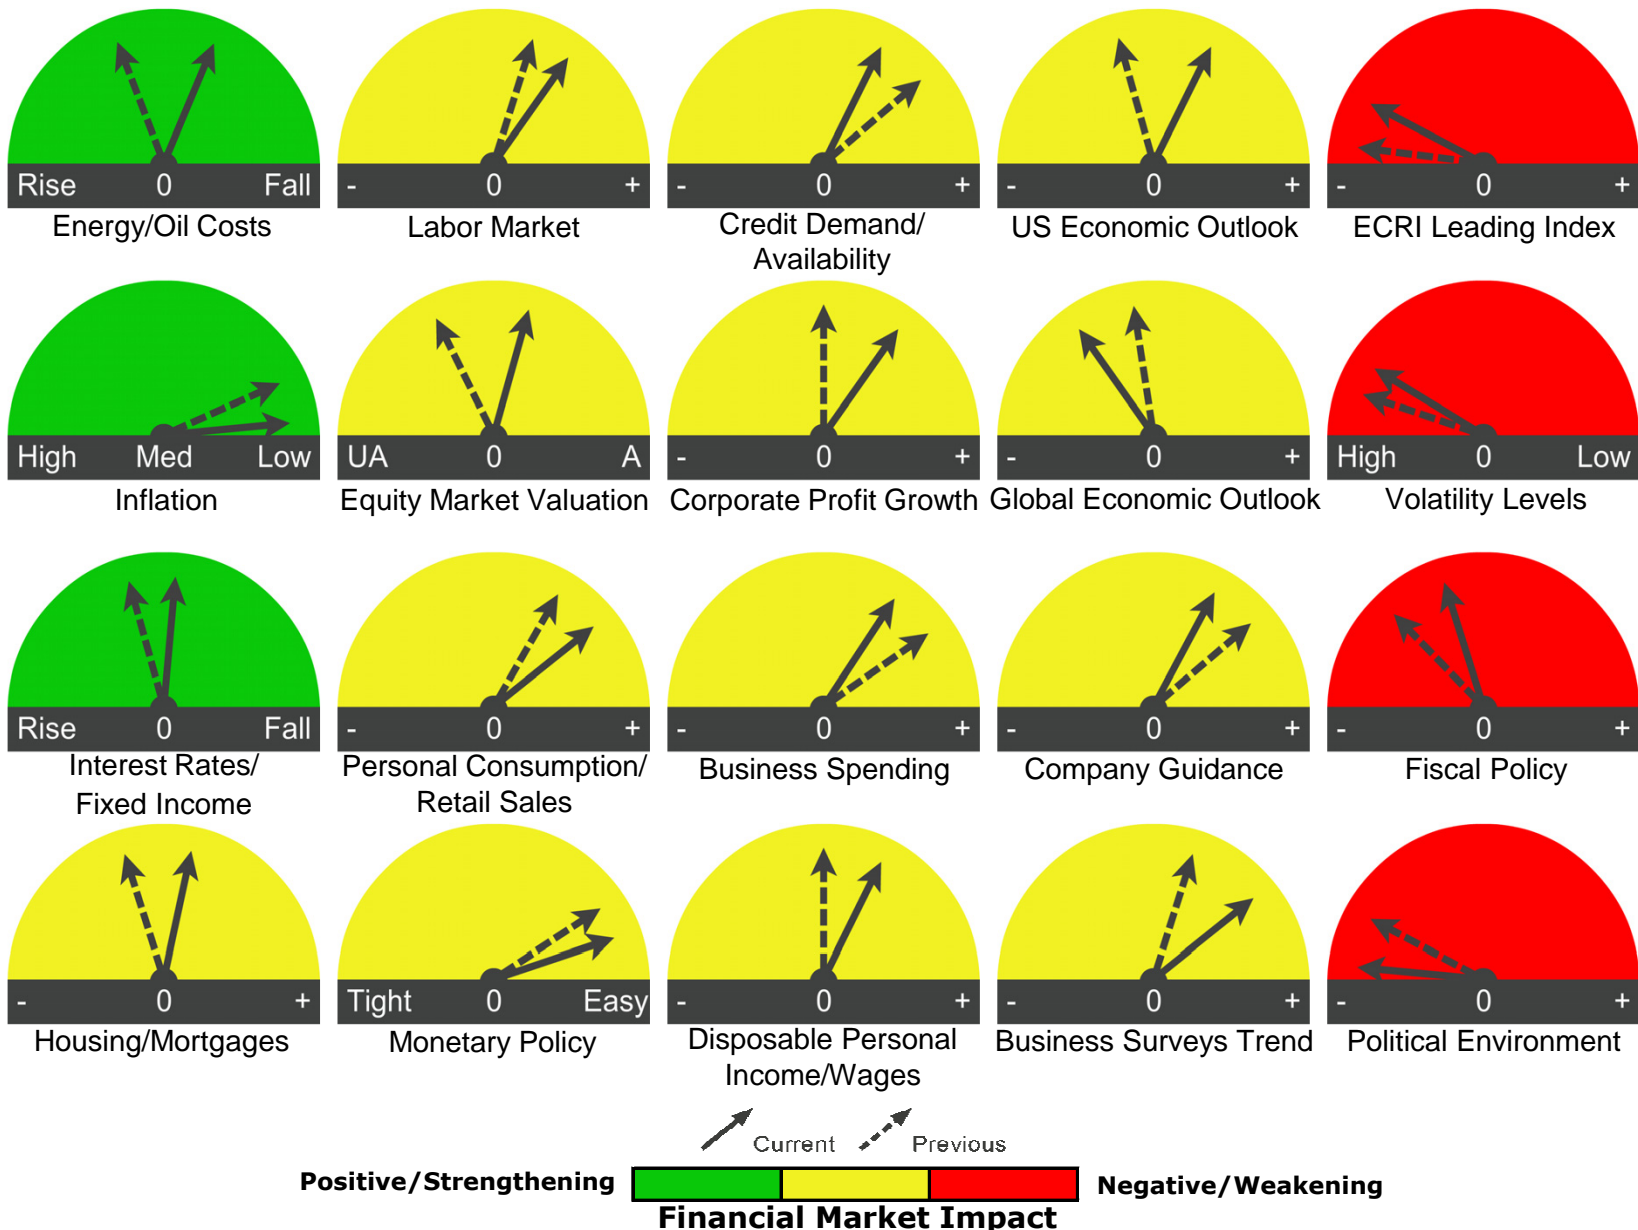 Rise 0 Fall
- 0 +
- 0 +
- 0 +
- 0 +
Energy/Oil Costs
Labor Market
Credit Demand/
Availability
US Economic Outlook
ECRI Leading Index
High Med Low
UA 0 A
- 0 +
- 0 +
High 0 Low
Inflation
Equity Market Valuation
Corporate Profit Growth
Global Economic Outlook
Volatility Levels
Rise 0 Fall
- 0 +
- 0 +
- 0 +
- 0 +
Interest Rates/
Fixed Income
Personal Consumption/
Retail Sales
Business Spending
Company Guidance
Fiscal Policy
- 0 +
Tight 0 Easy
- 0 +
- 0 +
- 0 +
Housing/Mortgages
Monetary Policy
Disposable Personal
Income/Wages
Business Surveys Trend
Political Environment
Current
Previous
Positive/Strengthening
Negative/Weakening
Financial Market Impact